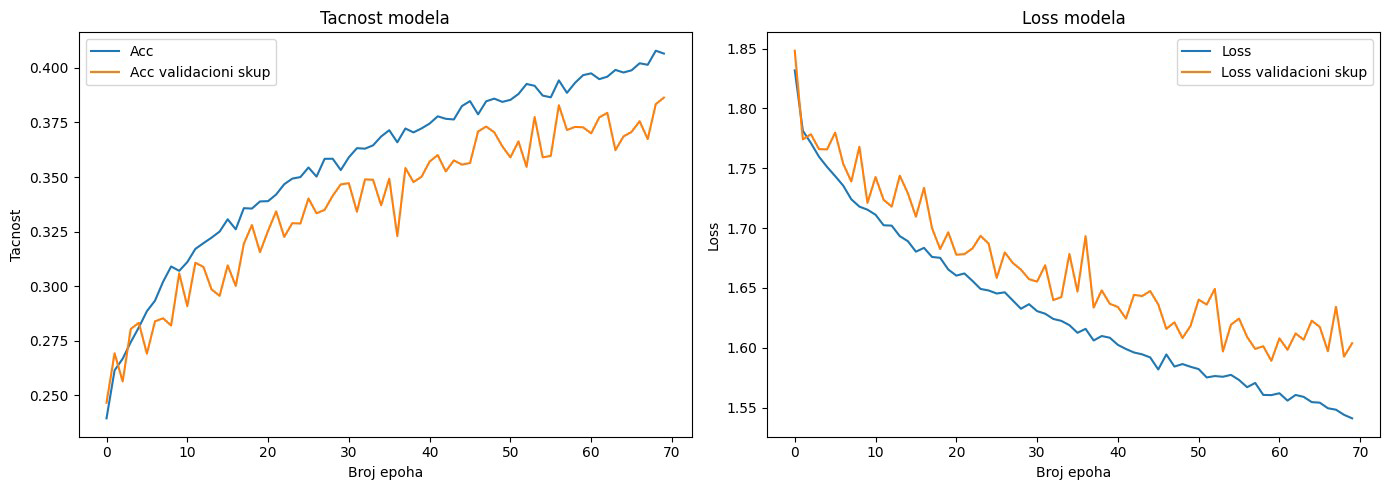 Tacnost modela
Acc
Acc validacioni skup
0.400
0.375
0.350
0.325
0.300
0.275
0.250
Tacnost
0 10 20 30 40 50 60 70
Broj epoha
Loss modela
Loss
Loss validacioni skup
1.85
1.80
1.75
1.70
1.65
1.60
1.55
Loss
0 10 20 30 40 50 60 70
Broj epoha